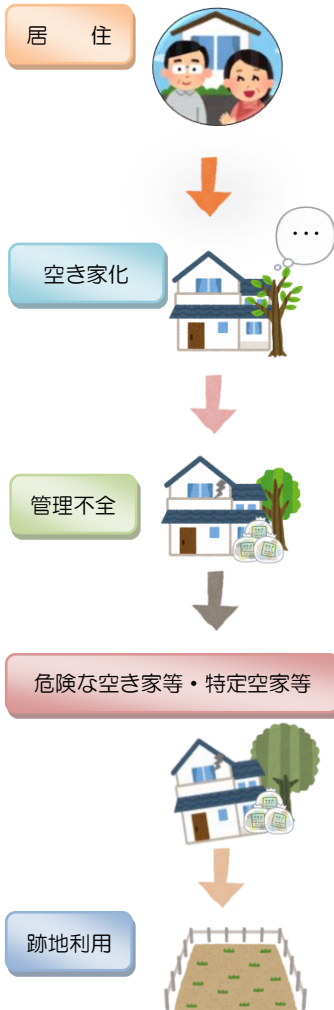 居　住
…
空き家化
管理不全
危険な空き家等・特定空家等
跡地利用